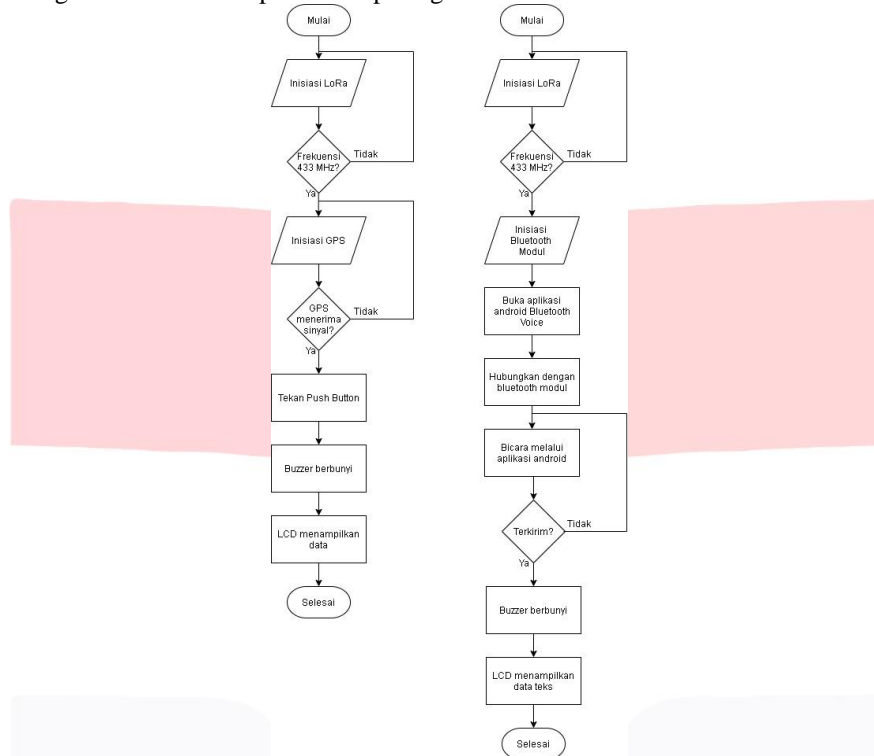 Mulai
Inisiasi LoRa
Frekuensi
433 MHz?
Tidak
Ya
Inisiasi GPS
GPS
menerima
sinyal?
Tidak
Ya
Tekan Push Button
Buzzer berbunyi
LCD menampilkan
data
Selesai
Mulai
Inisiasi LoRa
Frekuensi
433 MHz?
Tidak
Ya
Inisiasi
Bluetooth
Modul
Buka aplikasi
android Bluetooth
Voice
Hubungkan dengan
bluetooth modul
Bicara melalui
aplikasi android
Terkirim?
Tidak
Ya
Buzzer berbunyi
LCD menampilkan
data teks
Selesai